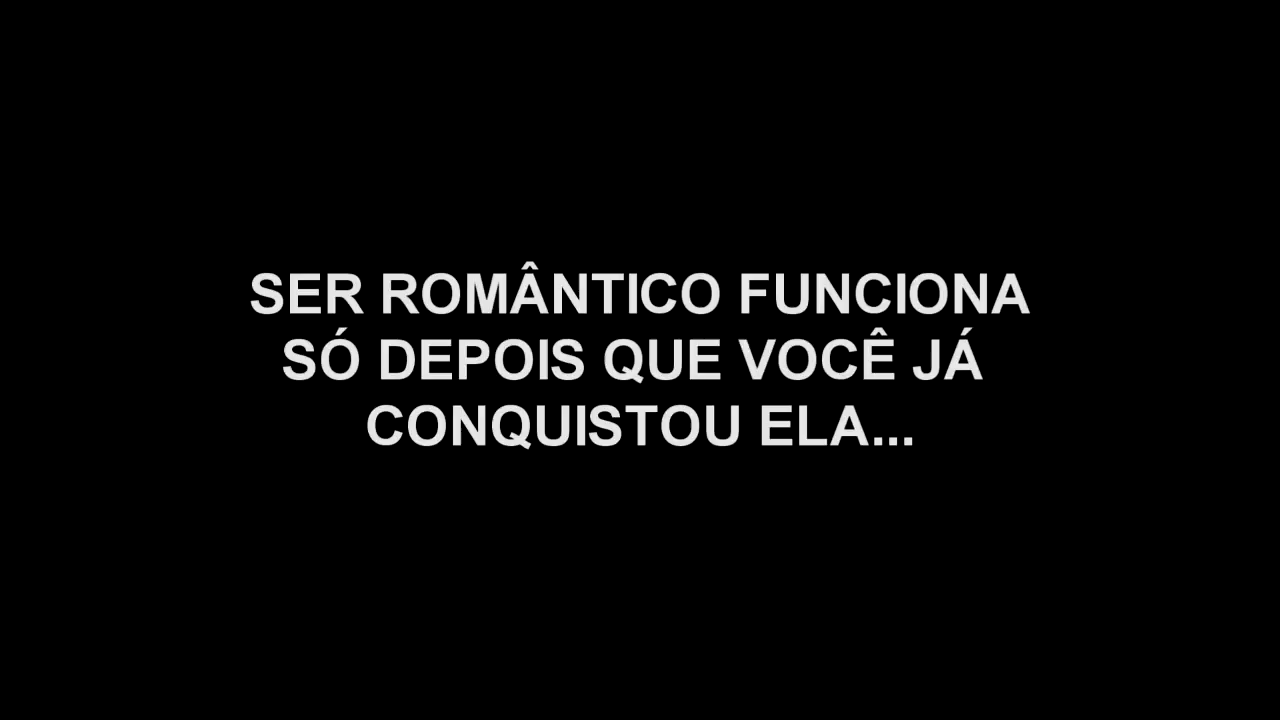 SER ROMÂNTICO FUNCIONA
SÓ DEPOIS QUE VOCÊ JÁ
CONQUISTOU ELA...